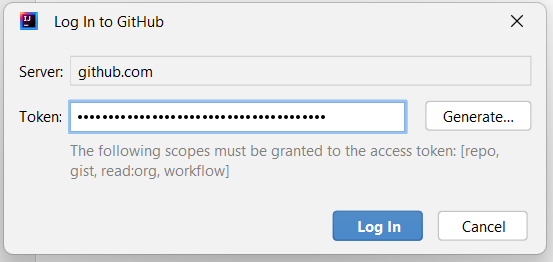 IJ Log In to GitHub
Server: github.com
Token: •••••••••••••••••••••••••••••••••••••••• Generate...
The following scopes must be granted to the access token: [repo,
gist, read:org, workflow]
Log In Cancel